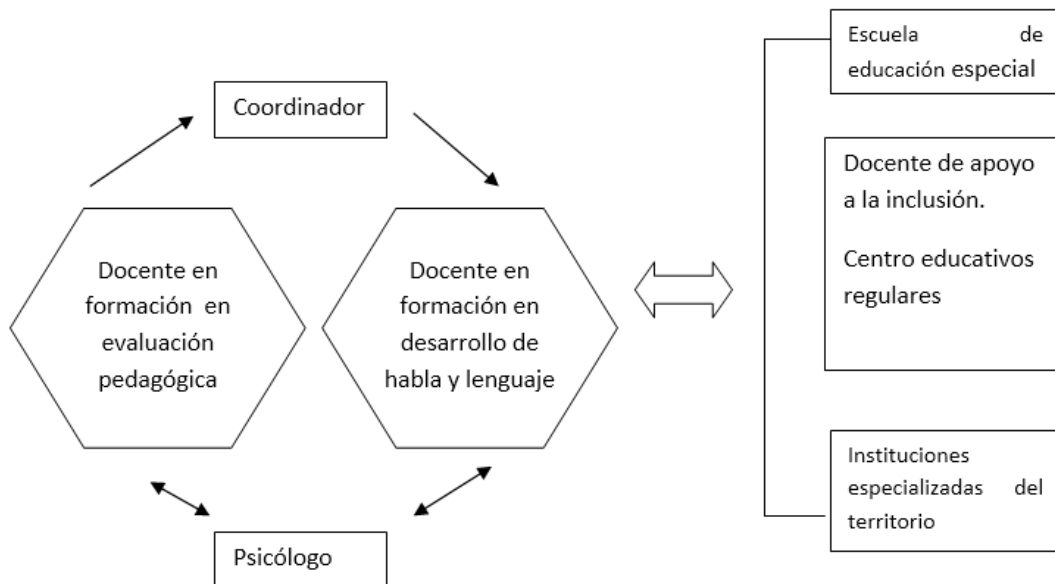 Coordinador
Docente en
formación en
evaluación
pedagógica
Docente en
formación en
desarrollo de
habla y lenguaje
Psicólogo
Escuela de
educación especial
Docente de apoyo
a la inclusión.
Centro educativos
regulares
Instituciones
especializadas del
territorio